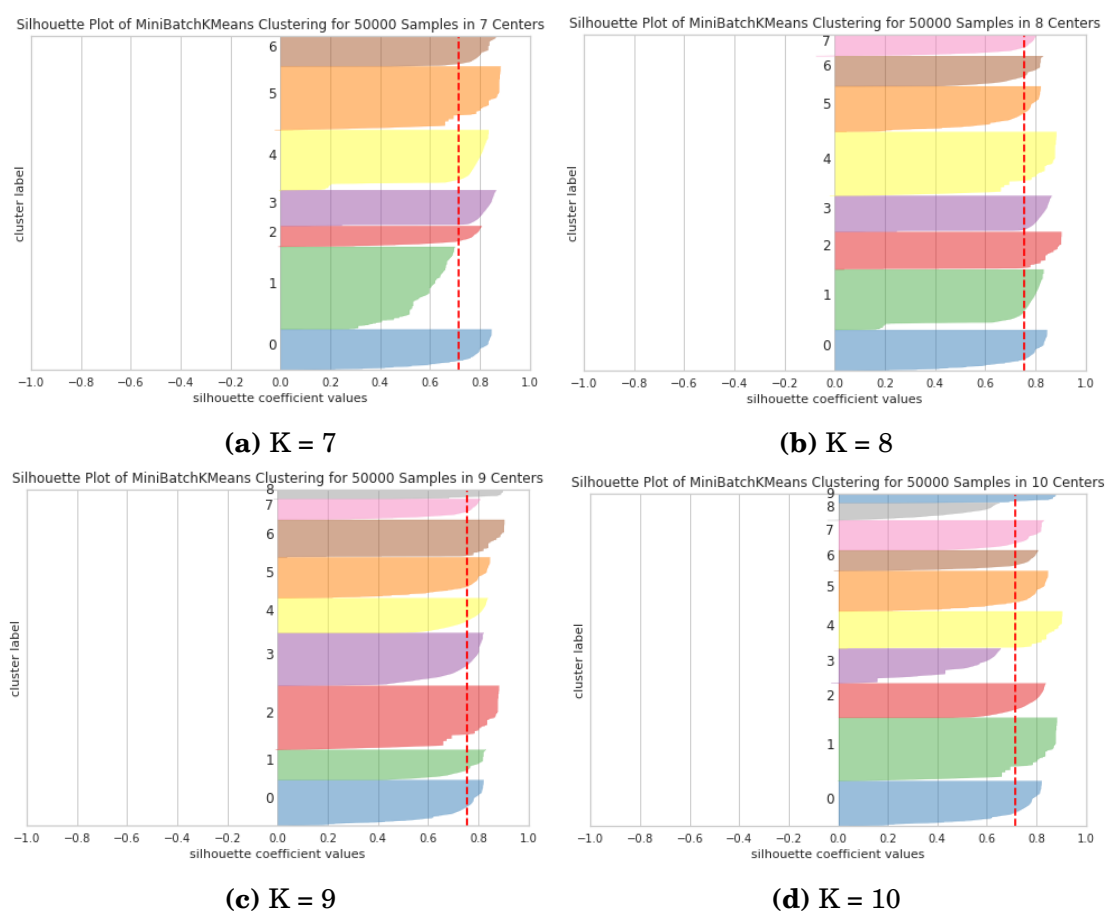 Silhouette Plot of MiniBatchKMeans Clustering for 50000 Samples in 7 Centers
cluster label
6
5
4
3
2
1
0
−1.0 −0.8 −0.6 −0.4 −0.2 0.0 0.2 0.4 0.6 0.8 1.0
silhouette coefficient values
(a) K = 7
Silhouette Plot of MiniBatchKMeans Clustering for 50000 Samples in 8 Centers
cluster label
7
6
5
4
3
2
1
0
−1.0 −0.8 −0.6 −0.4 −0.2 0.0 0.2 0.4 0.6 0.8 1.0
silhouette coefficient values
(b) K = 8
Silhouette Plot of MiniBatchKMeans Clustering for 50000 Samples in 9 Centers
cluster label
8
7
6
5
4
3
2
1
0
−1.0 −0.8 −0.6 −0.4 −0.2 0.0 0.2 0.4 0.6 0.8 1.0
silhouette coefficient values
(c) K = 9
Silhouette Plot of MiniBatchKMeans Clustering for 50000 Samples in 10 Centers
cluster label
9
8
7
6
5
4
3
2
1
0
−1.0 −0.8 −0.6 −0.4 −0.2 0.0 0.2 0.4 0.6 0.8 1.0
silhouette coefficient values
(d) K = 10